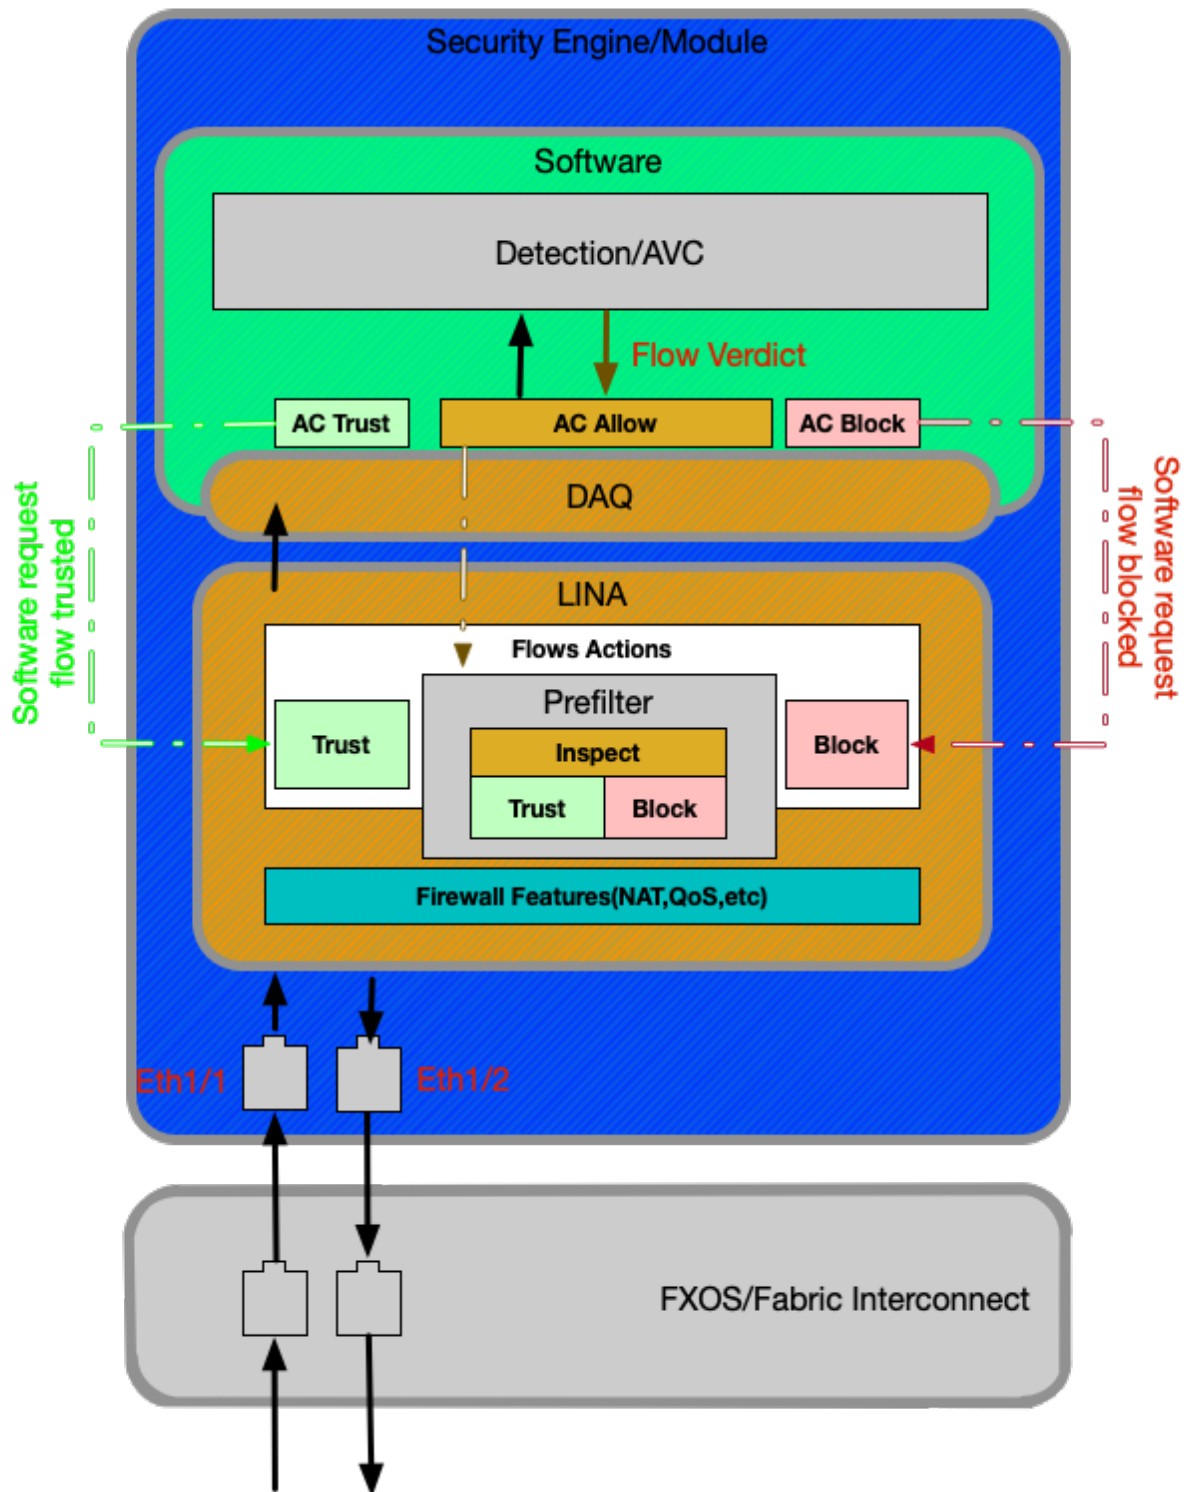 Security Engine/Module
Software
Detection/AVC
Flow Verdict
AC Trust
AC Allow
AC Block
DAQ
Software request
flow trusted
Software request
flow blocked
LINA
Flows Actions
Prefilter
Inspect
Trust
Trust
Block
Block
Firewall Features(NAT,QoS,etc)
Eth1/1
Eth1/2
FXOS/Fabric Interconnect